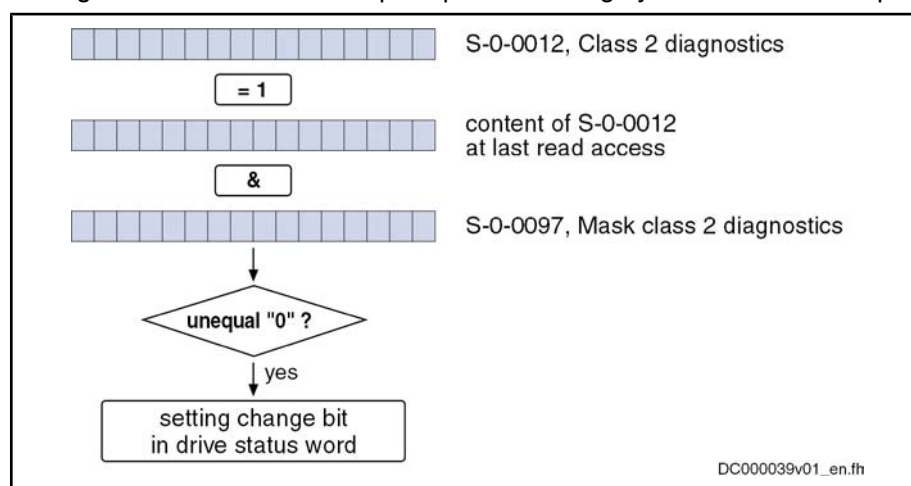 S-0-0012, Class 2 diagnostics
= 1
content of S-0-0012
at last read access
&
S-0-0097, Mask class 2 diagnostics
unequal "0" ?
yes
setting change bit
in drive status word
DC000039v01_en.fh